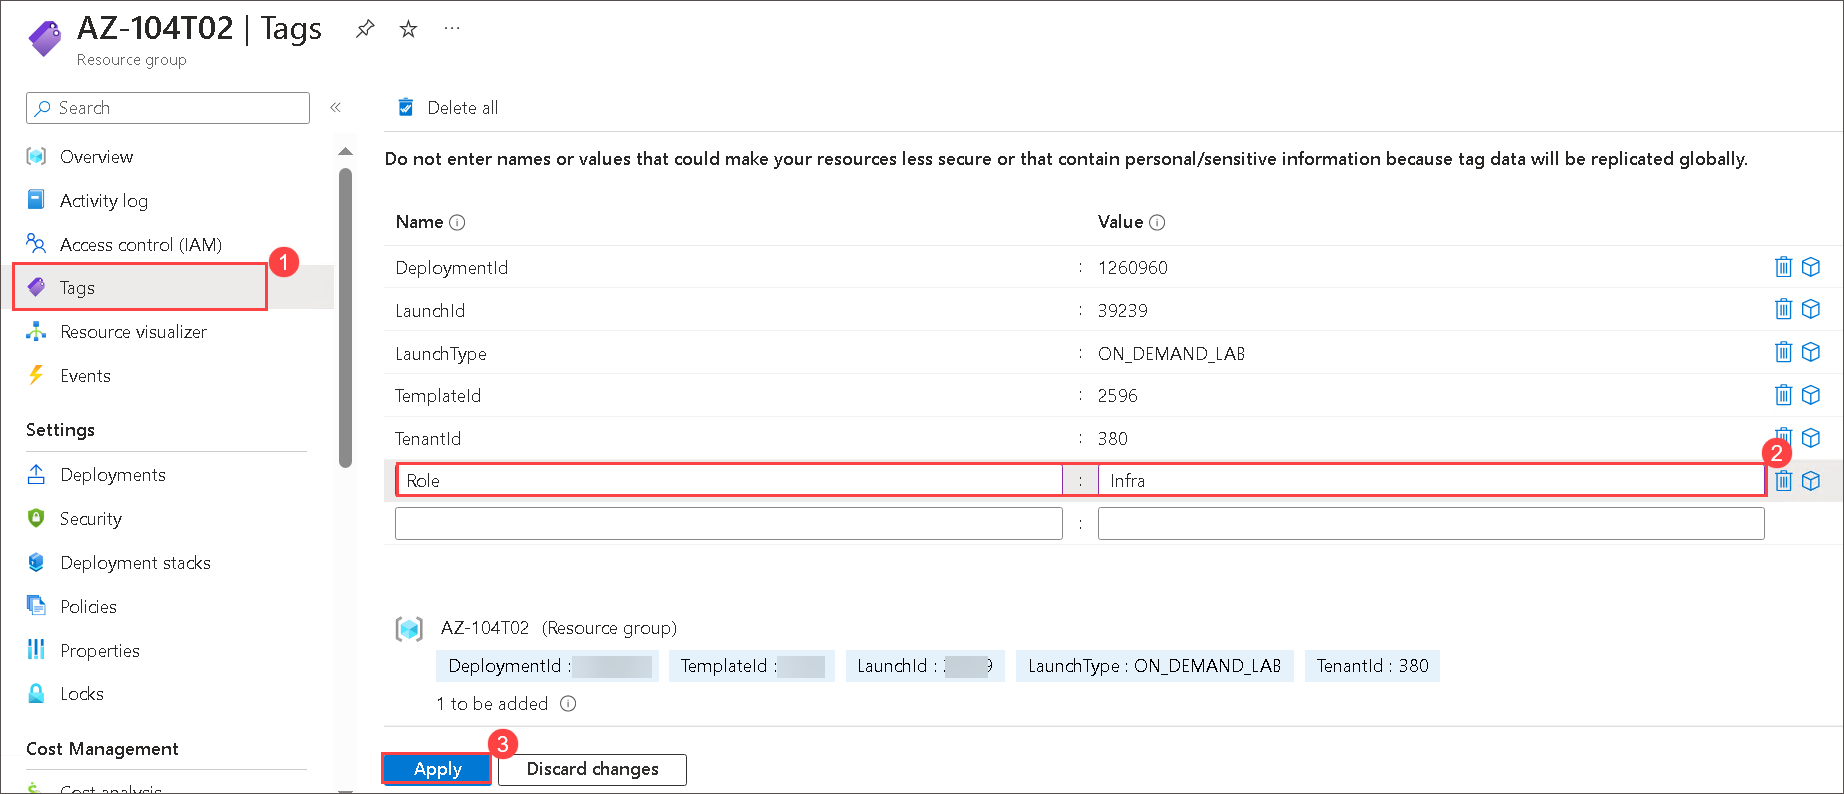 AZ-104T02 | Tags
Resource group
Search
Overview
Activity log
Access control (IAM)
1
Tags
Resource visualizer
Events
Settings
Deployments
Security
Deployment stacks
Policies
Properties
Locks
Cost Management
Cost analysis
Delete all
Do not enter names or values that could make your resources less secure or that contain personal/sensitive information because tag data will be replicated globally.
Name Value
DeploymentId : 1260960
LaunchId : 39239
LaunchType : ON_DEMAND_LAB
TemplateId : 2596
TenantId : 380
2
Role : Infra
:
AZ-104T02 (Resource group)
DeploymentId : TemplateId : LaunchId : 9 LaunchType : ON_DEMAND_LAB TenantId : 380
1 to be added
3
Apply Discard changes